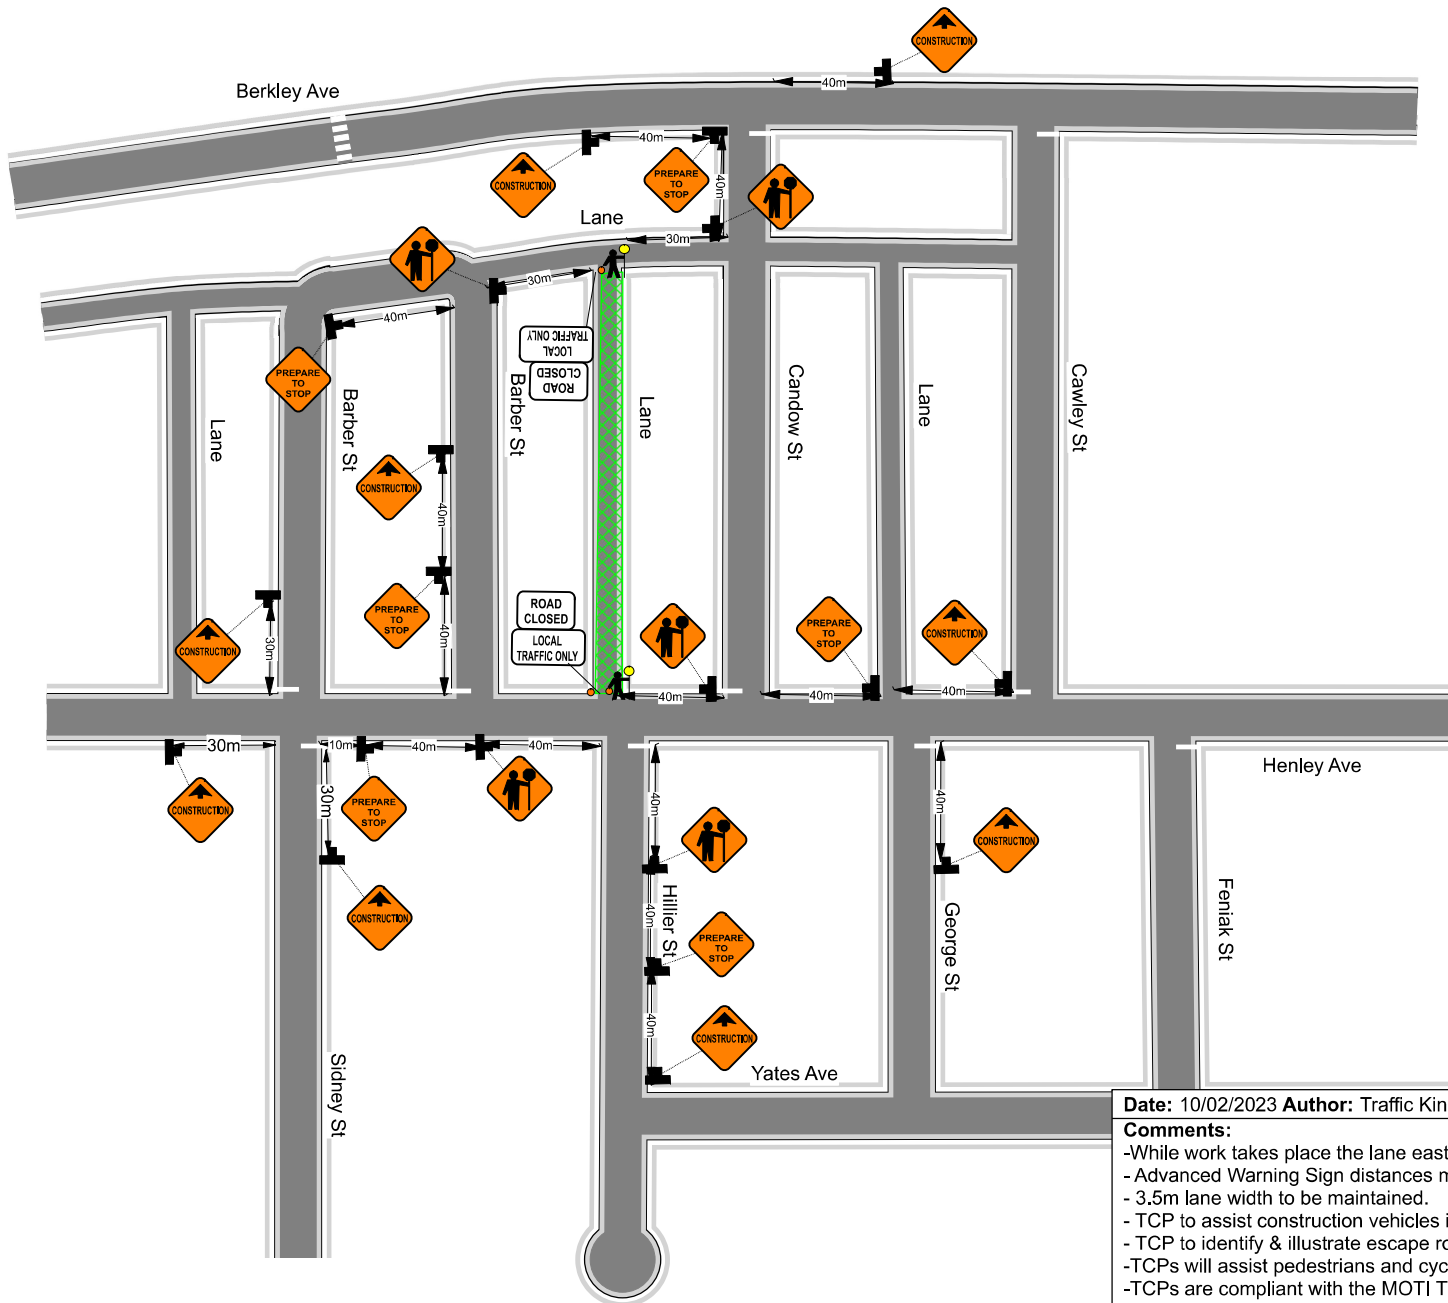 CONSTRUCTION
Berkley Ave
40m
40m
CONSTRUCTION
PREPARE
TO
STOP
40m
Lane
30m
30m
40m
LOCAL
TRAFFIC ONLY
ROAD
CLOSED
PREPARE
TO
STOP
Lane
Barber St
Barber St
Lane
Candow St
Lane
Cawley St
CONSTRUCTION
40m
PREPARE
TO
STOP
40m
ROAD
CLOSED
LOCAL
TRAFFIC ONLY
PREPARE
TO
STOP
CONSTRUCTION
CONSTRUCTION
30m
40m
40m
40m
30m
10m
40m
40m
Henley Ave
CONSTRUCTION
30m
PREPARE
TO
STOP
40m
40m
CONSTRUCTION
CONSTRUCTION
40m
Hillier St
PREPARE
TO
STOP
George St
Feniak St
40m
CONSTRUCTION
Sidney St
Yates Ave
Date: 10/02/2023 Author: Traffic Kin
Comments:
-While work takes place the lane east
- Advanced Warning Sign distances m
- 3.5m lane width to be maintained.
- TCP to assist construction vehicles i
- TCP to identify & illustrate escape ro
-TCPs will assist pedestrians and cyc
-TCPs are compliant with the MOTI T